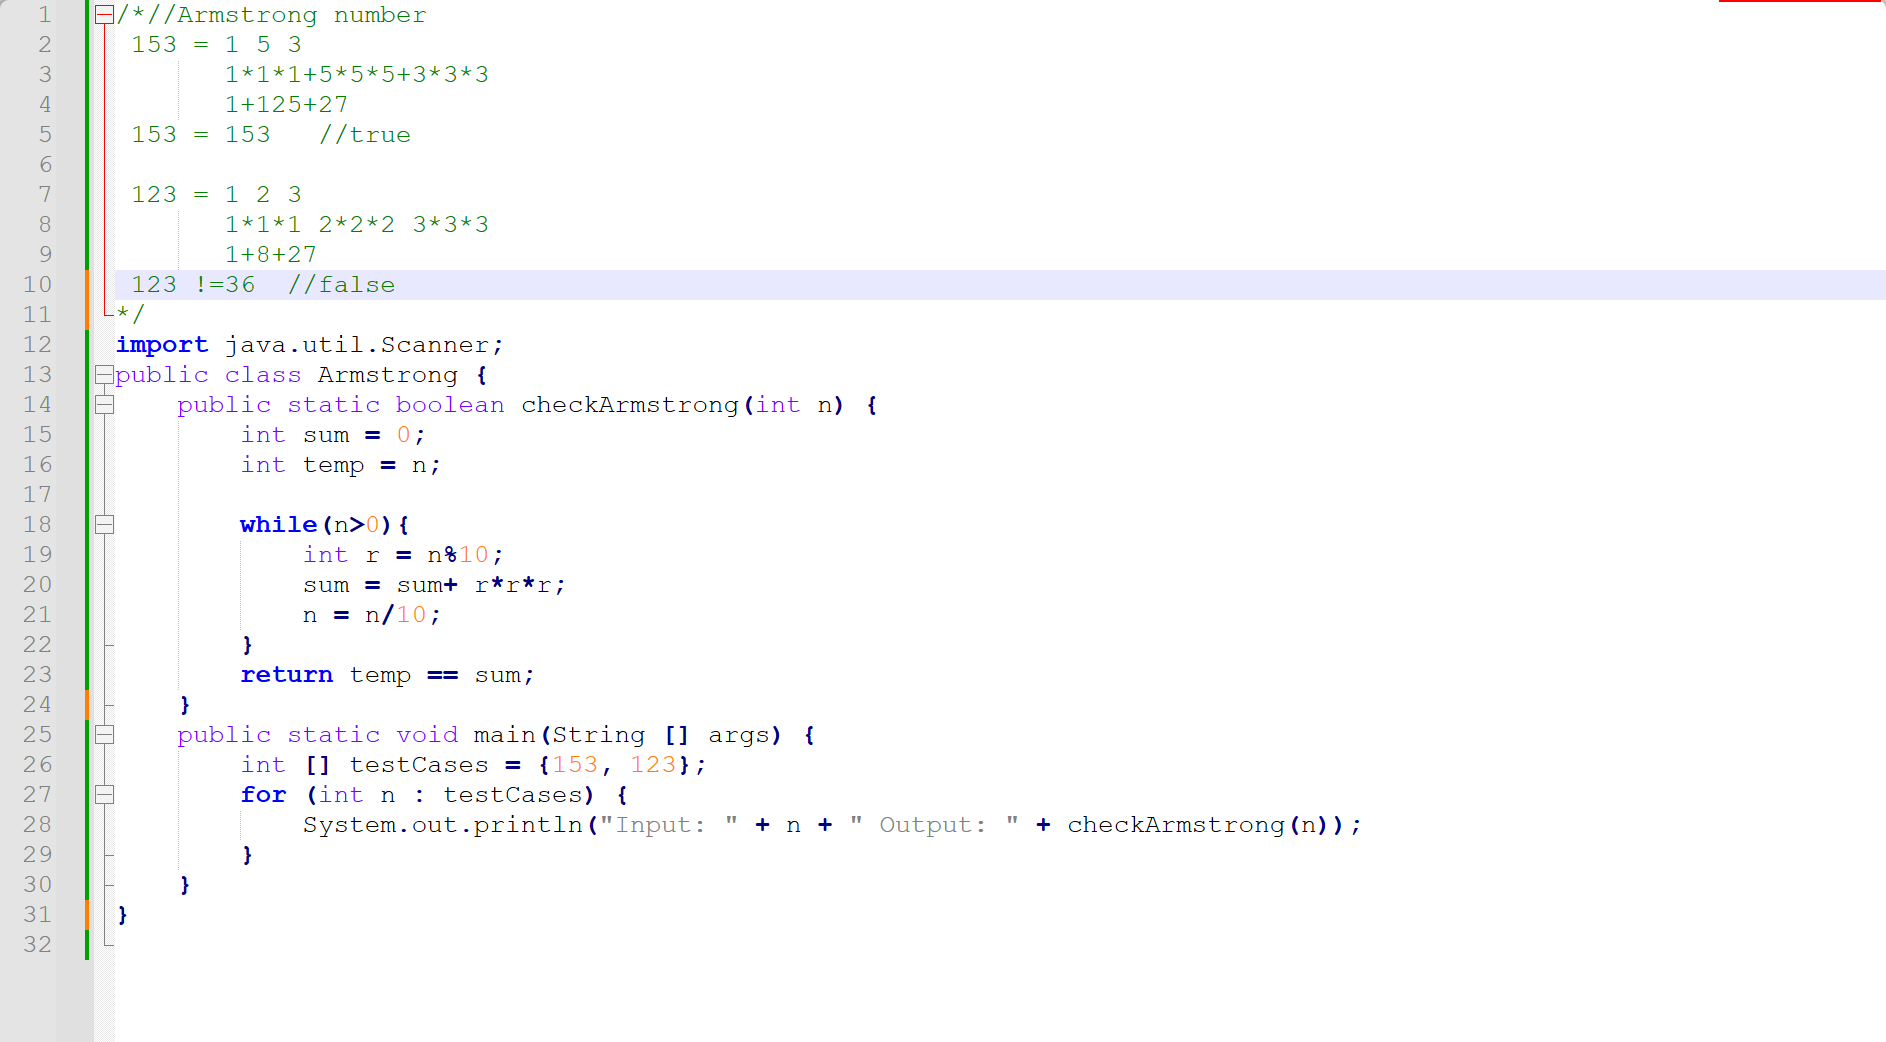 1 /*//Armstrong number
2  153 = 1 5 3
3        1*1*1+5*5*5+3*3*3
4        1+125+27
5  153 = 153   //true
6
7  123 = 1 2 3
8        1*1*1 2*2*2 3*3*3
9        1+8+27
10  123 !=36  //false
11 */
12 import java.util.Scanner;
13 public class Armstrong {
14     public static boolean checkArmstrong(int n) {
15         int sum = 0;
16         int temp = n;
17
18         while(n>0){
19             int r = n%10;
20             sum = sum+ r*r*r;
21             n = n/10;
22         }
23         return temp == sum;
24     }
25     public static void main(String [] args) {
26         int [] testCases = {153, 123};
27         for (int n : testCases) {
28             System.out.println("Input: " + n + " Output: " + checkArmstrong(n));
29         }
30     }
31 }
32